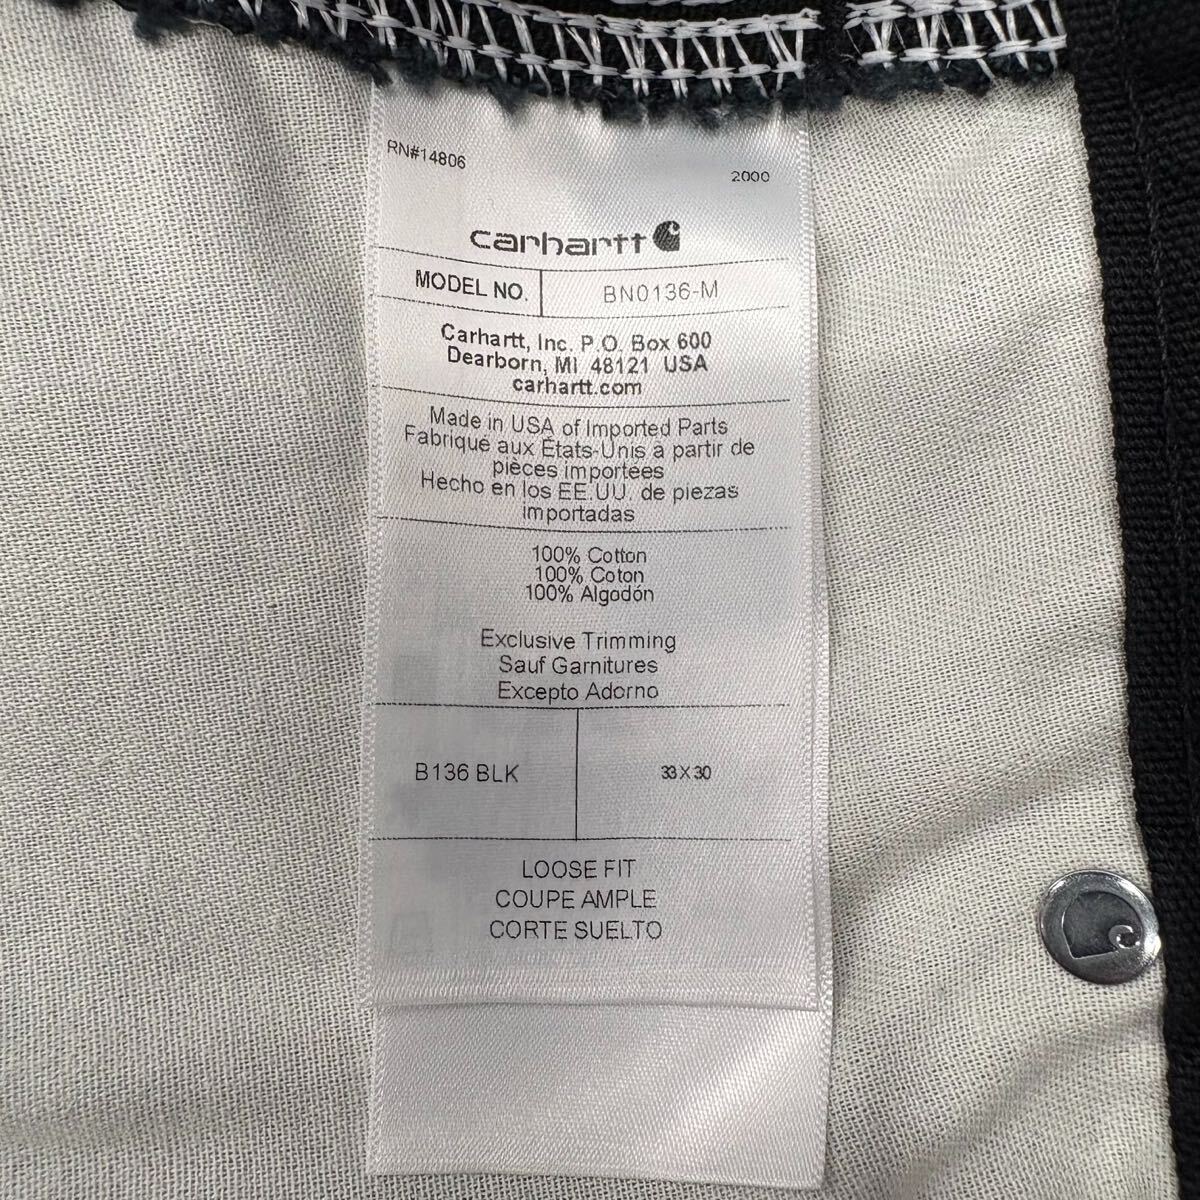 RN#14806
2000
carhartt
MODEL NO. BN0136-M
Carhartt, Inc. P.O. Box 600
Dearborn, MI 48121 USA
carhartt.com
Made in USA of Imported Parts
Fabriqué aux États-Unis à partir de
pièces importées
Hecho en los EE.UU. de piezas
importadas
100% Cotton
100% Coton
100% Algodón
Exclusive Trimming
Sauf Garnitures
Excepto Adorno
B136 BLK 33X30
LOOSE FIT
COUPE AMPLE
CORTE SUELTO